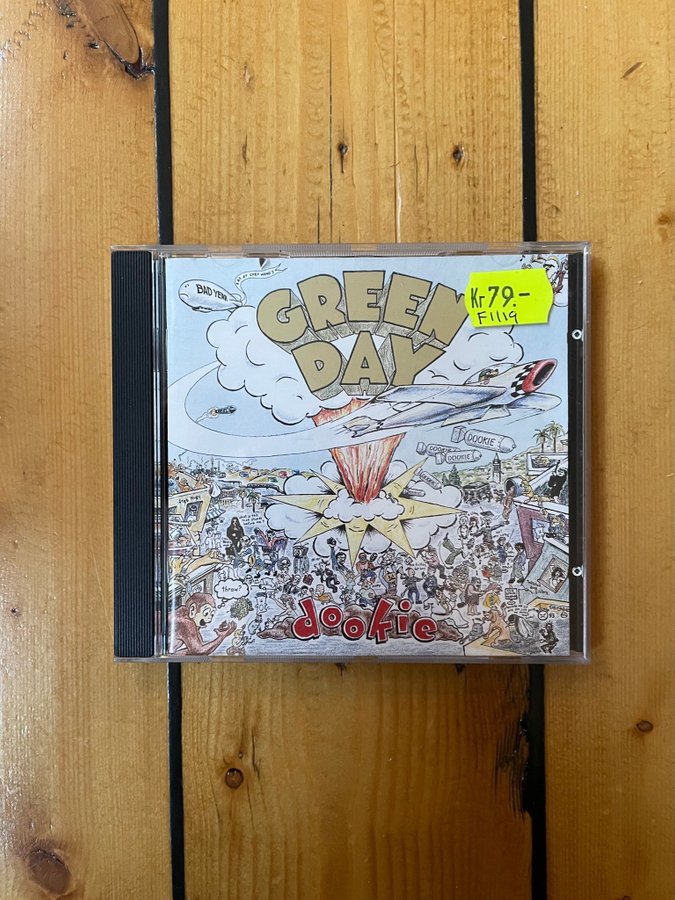 BAD YEAR
GREEN
DAY
Kr 79.-
F1119
DOOKIE
DOOKIE
DOOKIE
throw?
dookie